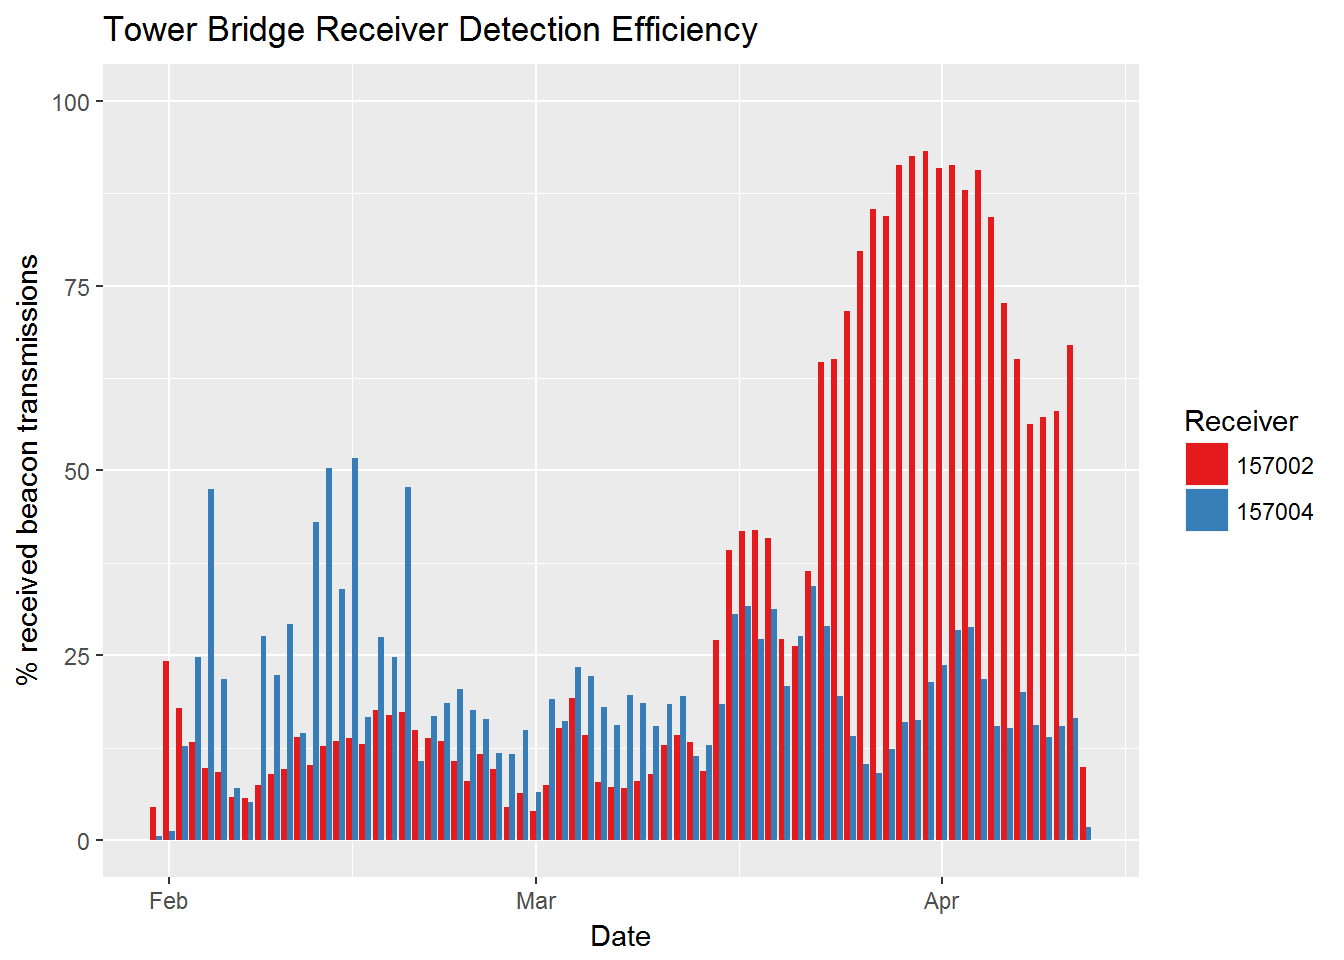 Tower Bridge Receiver Detection Efficiency
% received beacon transmissions
100
75
50
25
0
Feb
Mar
Apr
Date
Receiver
157002
157004